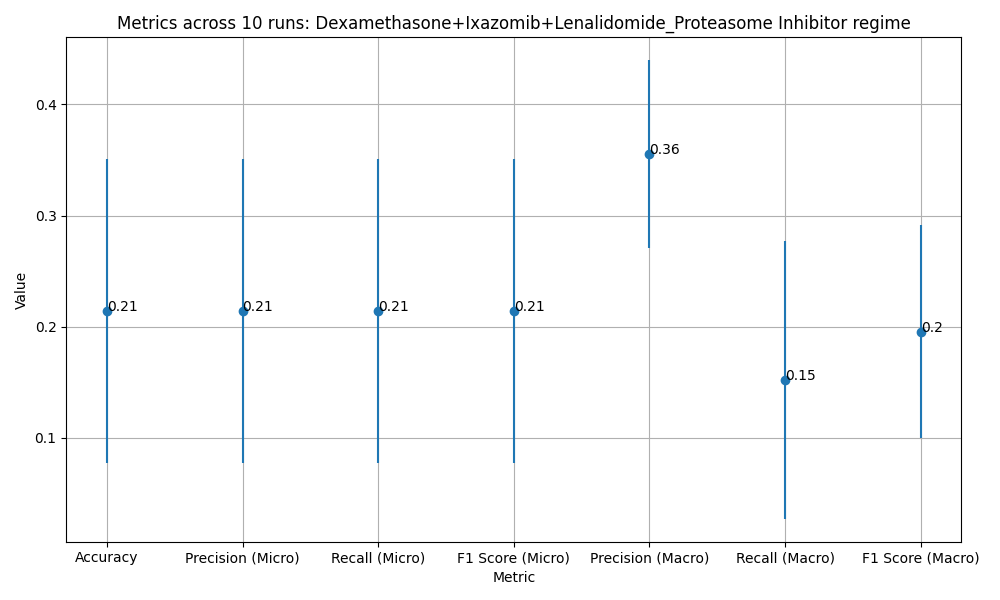 Metrics across 10 runs: Dexamethasone+Ixazomib+Lenalidomide_Proteasome Inhibitor regime
Value
0.4
0.3
0.2
0.1
0.21
0.21
0.21
0.21
0.36
0.15
0.2
Accuracy
Precision (Micro)
Recall (Micro)
F1 Score (Micro)
Precision (Macro)
Recall (Macro)
F1 Score (Macro)
Metric